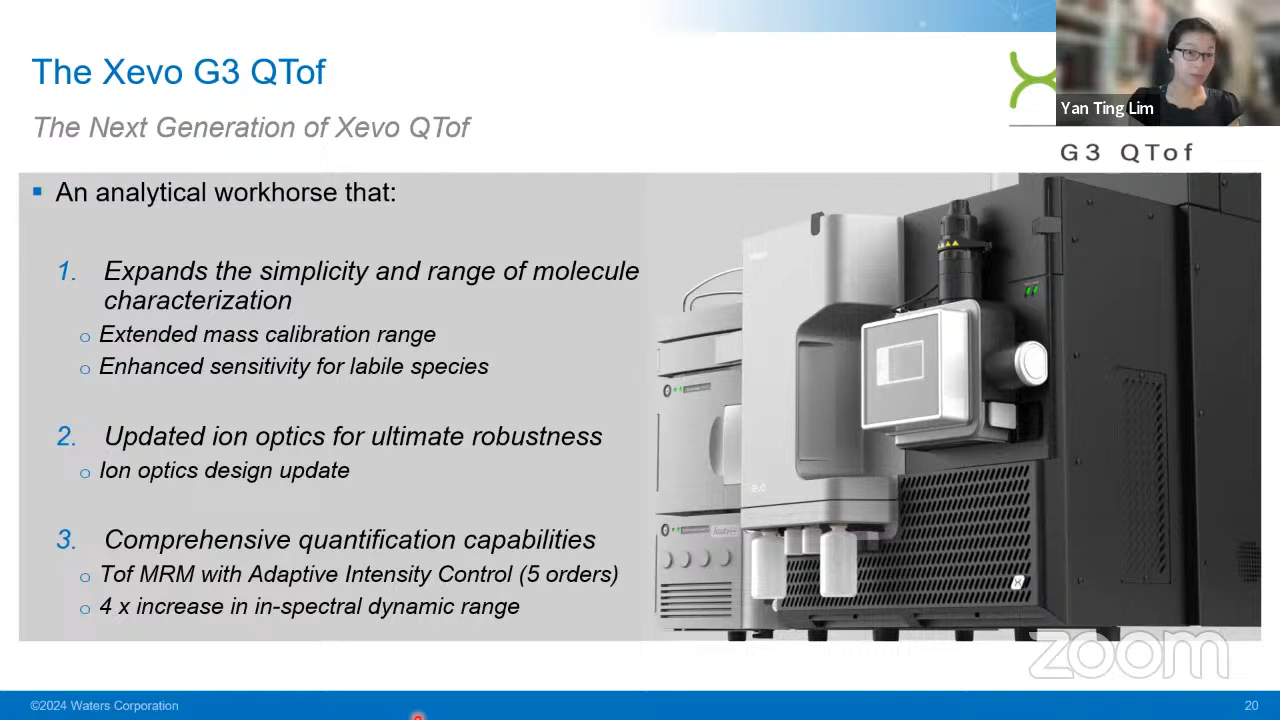 The Xevo G3 QTof
The Next Generation of Xevo QTof
Yan Ting Lim
G3 QTof
An analytical workhorse that:
1. Expands the simplicity and range of molecule
characterization
o Extended mass calibration range
o Enhanced sensitivity for labile species
2. Updated ion optics for ultimate robustness
o Ion optics design update
3. Comprehensive quantification capabilities
o Tof MRM with Adaptive Intensity Control (5 orders)
o 4 x increase in in-spectral dynamic range
zoom
©2024 Waters Corporation
20